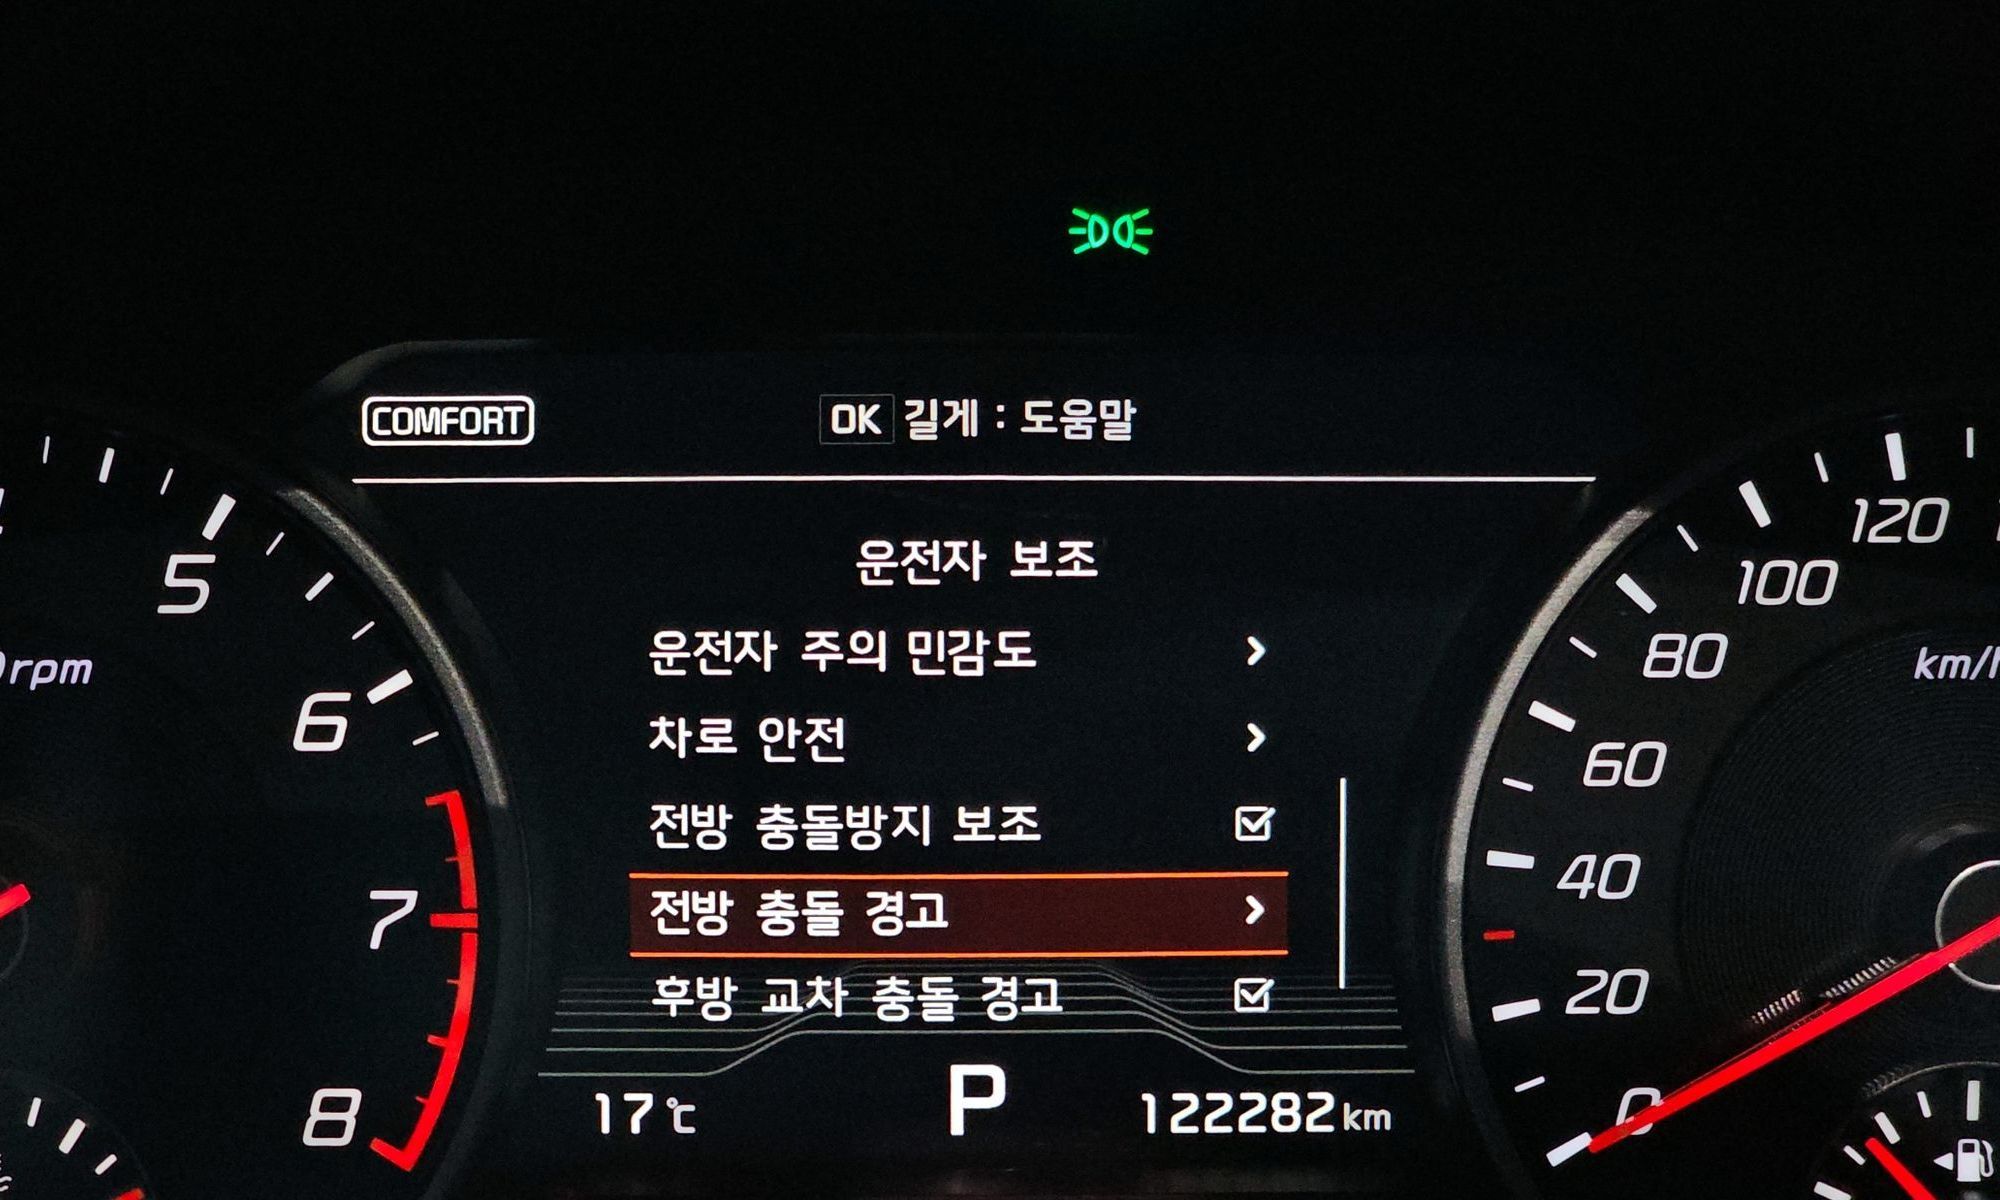 COMFORT
OK 길게 : 도움말
운전자 보조
운전자 주의 민감도
차로 안전
전방 충돌방지 보조
전방 충돌 경고
후방 교차 충돌 경고
17℃
P
122282km
5
6
7
8
rpm
0
20
40
60
80
100
120
km/h